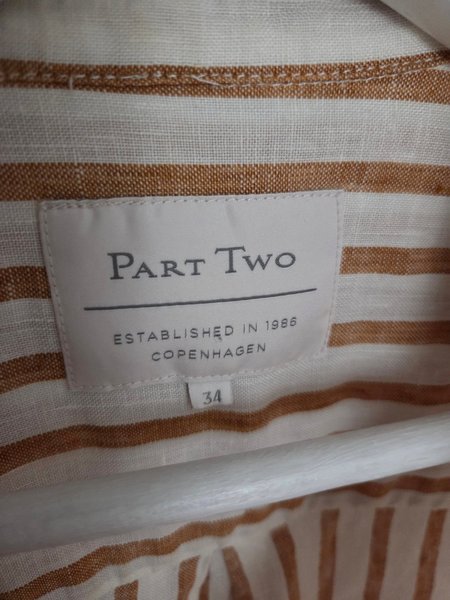 PART TWO
ESTABLISHED IN 1986
COPENHAGEN
34